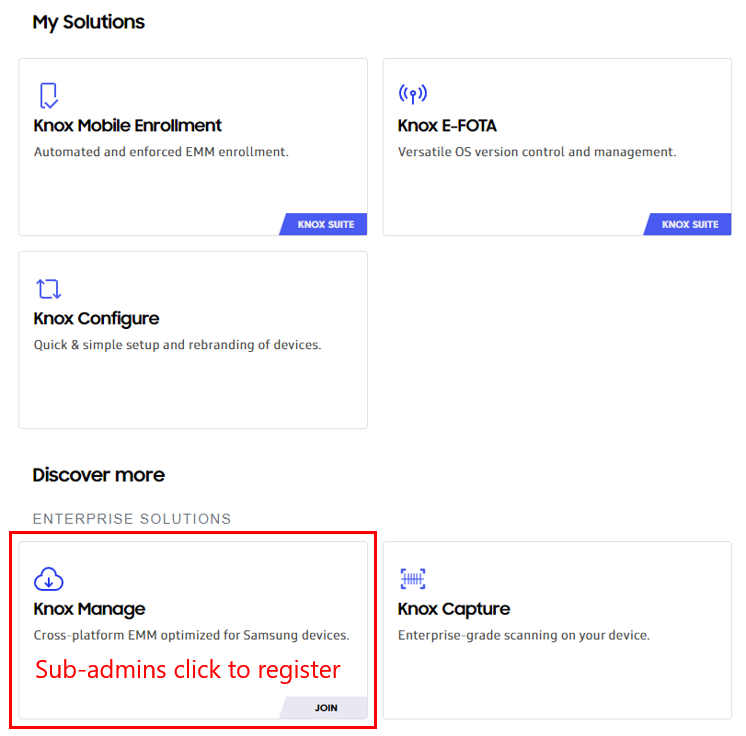 My Solutions
Knox Mobile Enrollment
Automated and enforced EMM enrollment.
KNOX SUITE
Knox E-FOTA
Versatile OS version control and management.
KNOX SUITE
Knox Configure
Quick & simple setup and rebranding of devices.
Discover more
ENTERPRISE SOLUTIONS
Knox Manage
Cross-platform EMM optimized for Samsung devices.
Sub-admins click to register
JOIN
Knox Capture
Enterprise-grade scanning on your device.